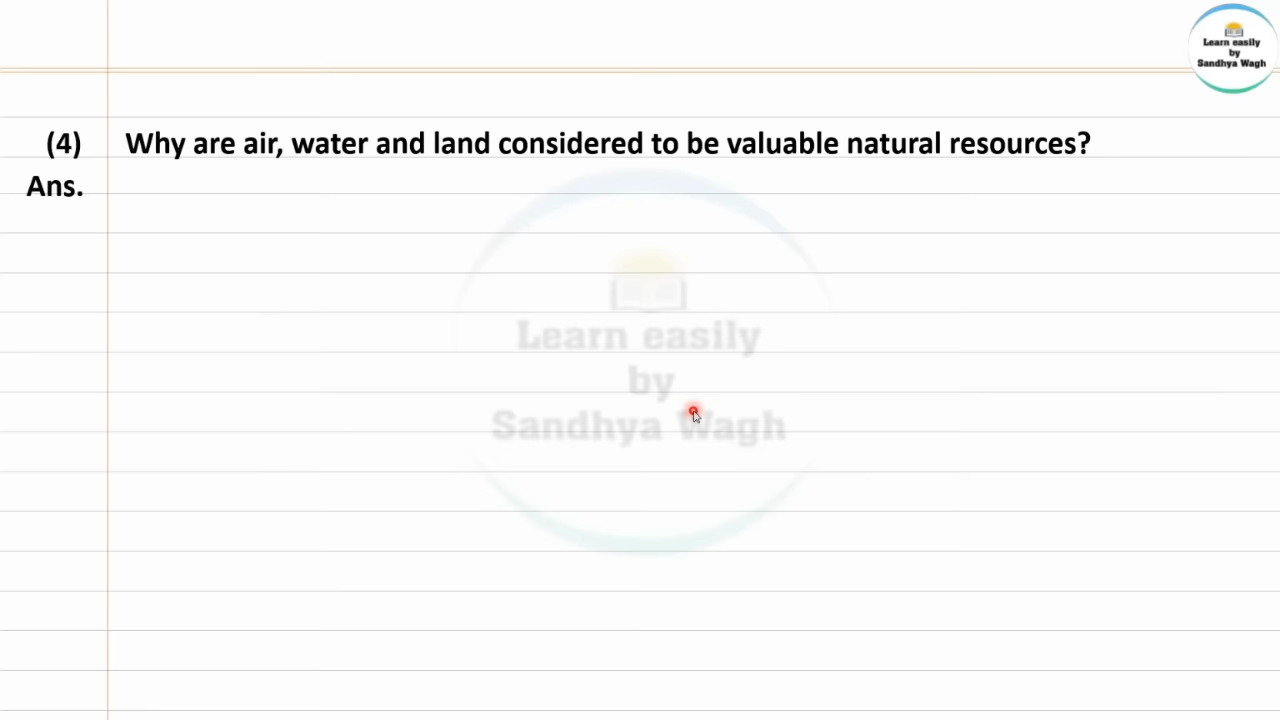 Learn easily
by
Sandhya Wagh
(4) Why are air, water and land considered to be valuable natural resources?
Ans.
Learn easily
by
Sandhya Wagh